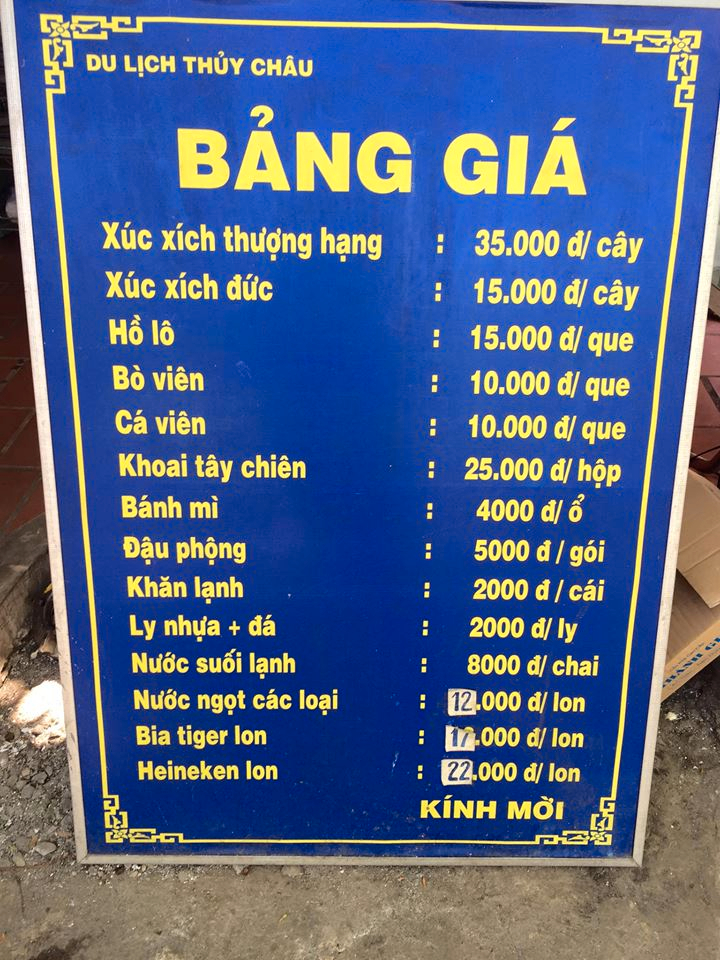 DU LỊCH THỦY CHÂU
BẢNG GIÁ
Xúc xích thượng hạng : 35.000 đ/ cây
Xúc xích đức : 15.000 đ/ cây
Hồ lô : 15.000 đ/ que
Bò viên : 10.000 đ/ que
Cá viên : 10.000 đ/ que
Khoai tây chiên : 25.000 đ/ hộp
Bánh mì : 4000 đ/ ổ
Đậu phộng : 5000 đ / gói
Khăn lạnh : 2000 đ / cái
Ly nhựa + đá : 2000 đ/ ly
Nước suối lạnh : 8000 đ/ chai
Nước ngọt các loại : 12.000 đ/ lon
Bia tiger lon : 17.000 đ/ lon
Heineken lon : 22.000 đ/ lon
KÍNH MỜI